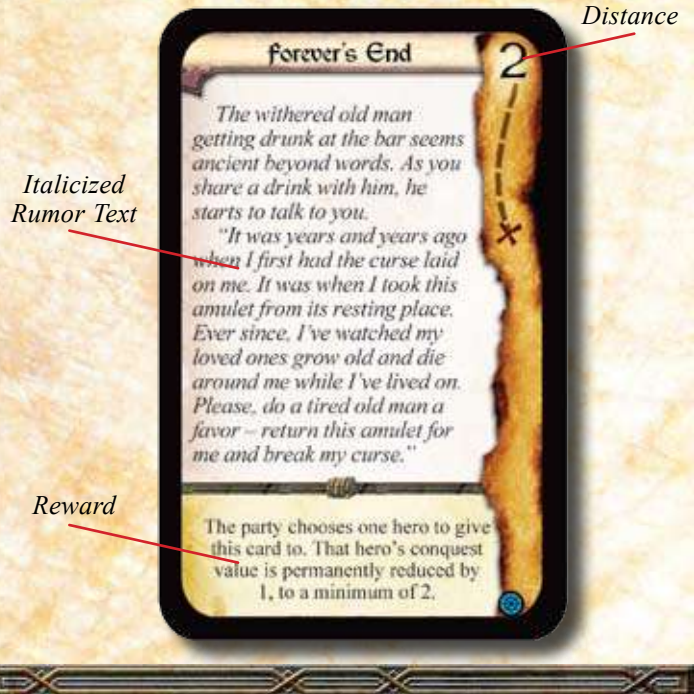 Distance
Forever's End
2
The withered old man
getting drunk at the bar seems
ancient beyond words. As you
share a drink with him, he
starts to talk to you.
Italicized
Rumor Text
"It was years and years ago
when I first had the curse laid
on me. It was when I took this
amulet from its resting place.
Ever since, I've watched my
loved ones grow old and die
around me while I've lived on.
Please, do a tired old man a
favor – return this amulet for
me and break my curse."
Reward
The party chooses one hero to give
this card to. That hero's conquest
value is permanently reduced by
1, to a minimum of 2.